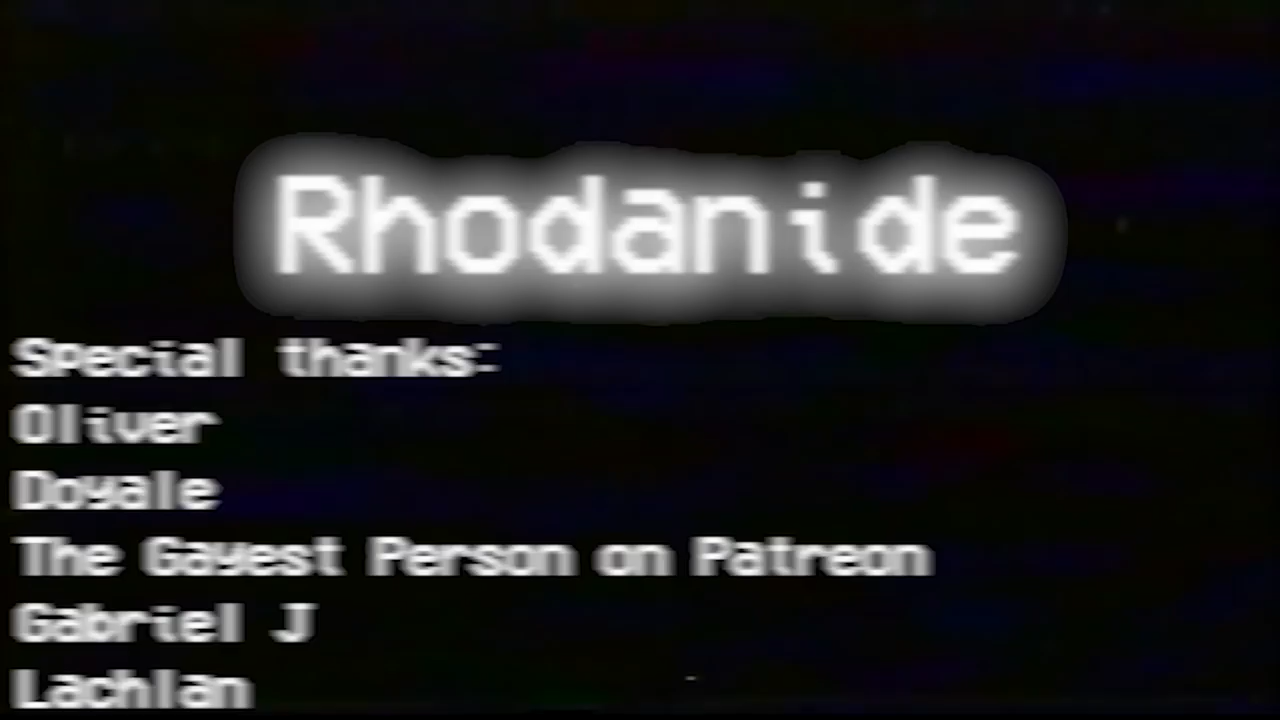 Rhodanide
Special thanks:
Oliver
Doyale
The Gayest Person on Patreon
Gabriel J
Lachlan